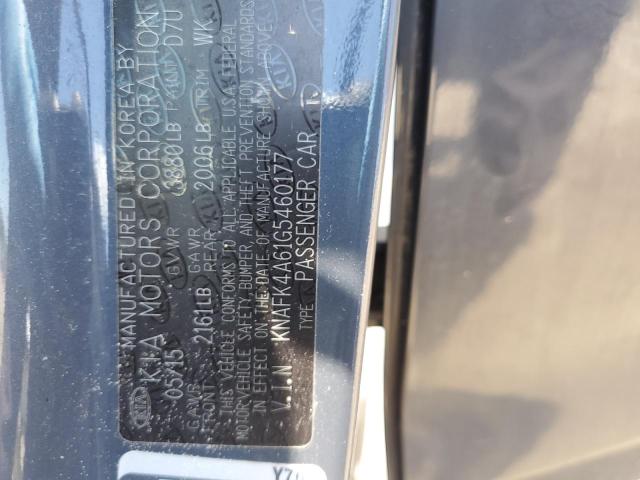 MANUFACTURED IN KOREA BY
KIA MOTORS CORPORATION
05/15 GVWR 3880LB PAINT D7U
GAWR GAWR TRIM WK
FRONT 2161LB REAR 2006LB
THIS VEHICLE CONFORMS TO ALL APPLICABLE U.S.A. FEDERAL
MOTOR VEHICLE SAFETY, BUMPER, AND THEFT PREVENTION STANDARDS
IN EFFECT ON THE DATE OF MANUFACTURE SHOWN ABOVE.
V.I.N KNAFK4A61G5460177
TYPE : PASSENGER CAR
KIA